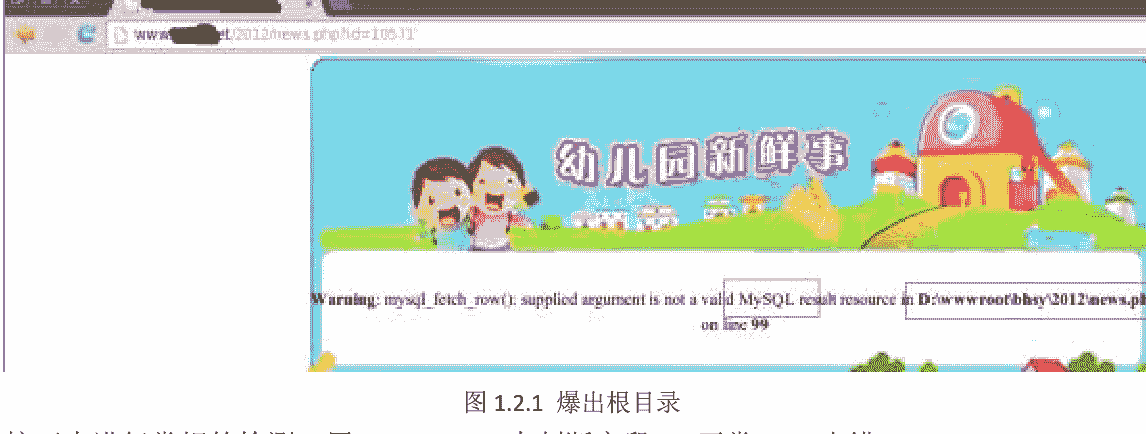 www. et/2012/news.php?id=10531'
幼儿园新鲜事
Warning: mysql_fetch_row(): supplied argument is not a valid MySQL result resource in D:\wwwroot\bhsy\2012\news.ph
on line 99
图 1.2.1 爆出根目录